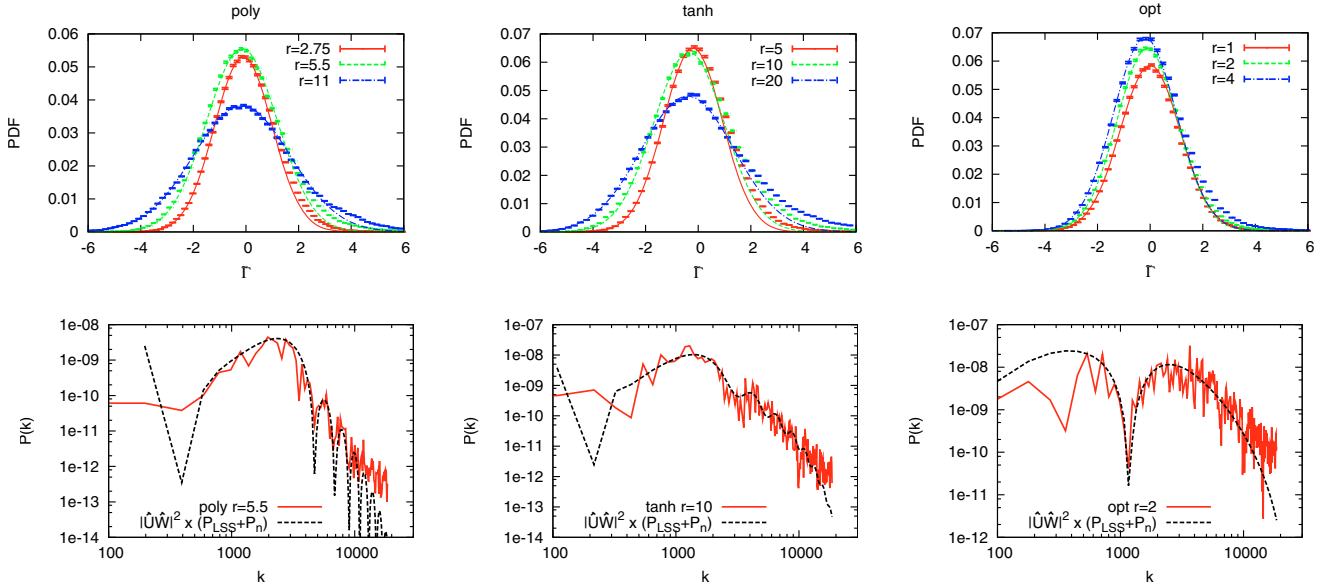 poly
0.06
0.05
0.04
0.03
0.02
0.01
0
PDF
r=2.75
r=5.5
r=11
-6 -4 -2 0 2 4 6
Γ
tanh
0.07
0.06
0.05
0.04
0.03
0.02
0.01
0
PDF
r=5
r=10
r=20
-6 -4 -2 0 2 4 6
Γ
opt
0.07
0.06
0.05
0.04
0.03
0.02
0.01
0
PDF
r=1
r=2
r=4
-6 -4 -2 0 2 4 6
Γ
1e-08
1e-09
1e-10
1e-11
1e-12
1e-13
1e-14
P(k)
poly r=5.5
|ÛŴ|² x (P_LSS+P_n)
100 1000 10000
k
1e-07
1e-08
1e-09
1e-10
1e-11
1e-12
1e-13
1e-14
P(k)
tanh r=10
|ÛŴ|² x (P_LSS+P_n)
100 1000 10000
k
1e-06
1e-07
1e-08
1e-09
1e-10
1e-11
1e-12
P(k)
opt r=2
|ÛŴ|² x (P_LSS+P_n)
100 1000 10000
k